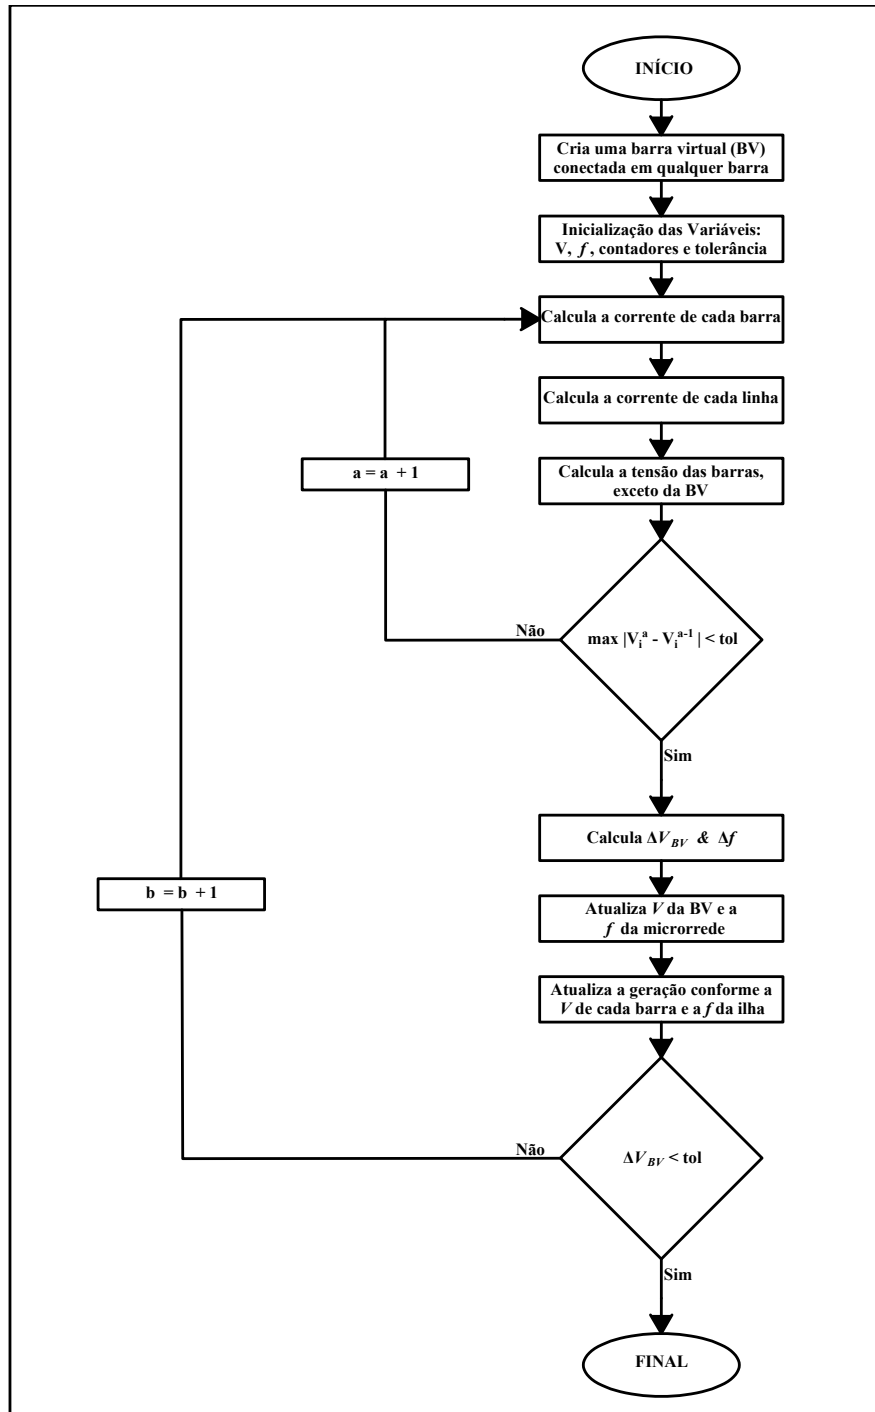 INÍCIO
Cria uma barra virtual (BV)
conectada em qualquer barra
Inicialização das Variáveis:
V, f , contadores e tolerância
Calcula a corrente de cada barra
Calcula a corrente de cada linha
a = a + 1
Calcula a tensão das barras,
exceto da BV
Não
max |Vᵢᵃ - Vᵢᵃ⁻¹ | < tol
Sim
Calcula ΔV_BV & Δf
b = b + 1
Atualiza V da BV e a
f da microrrede
Atualiza a geração conforme a
V de cada barra e a f da ilha
Não
ΔV_BV < tol
Sim
FINAL